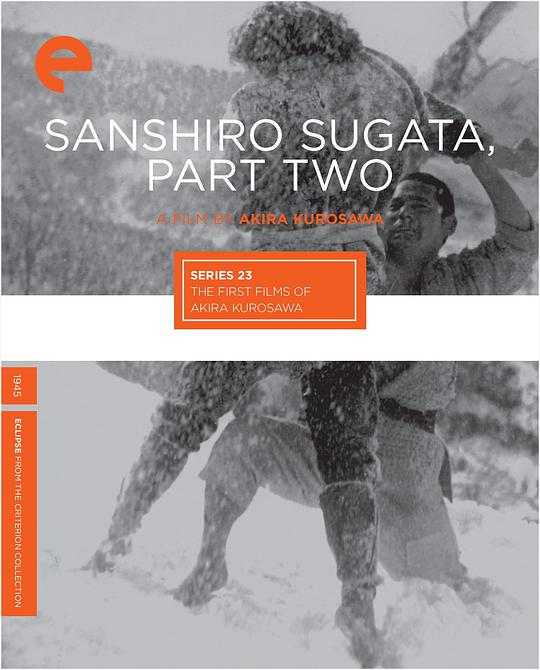 e
SANSHIRO SUGATA,
PART TWO
A FILM BY AKIRA KUROSAWA
SERIES 23
THE FIRST FILMS OF
AKIRA KUROSAWA
1945
ECLIPSE FROM THE CRITERION COLLECTION